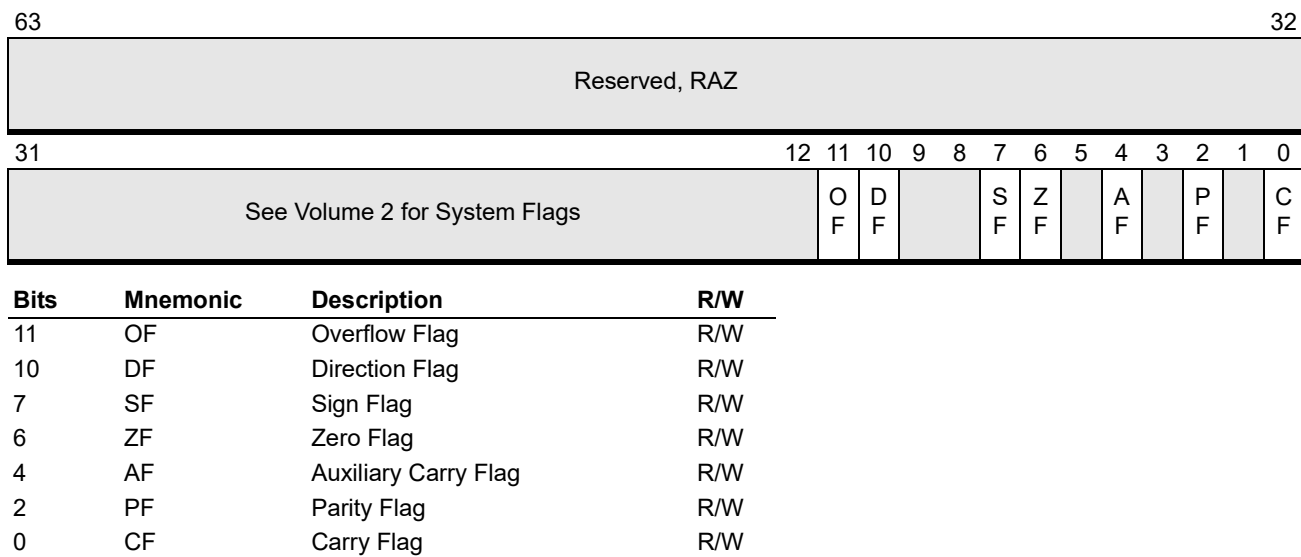 63 32
Reserved, RAZ
31 12 11 10 9 8 7 6 5 4 3 2 1 0
See Volume 2 for System Flags O D S Z A P C
F F F F F F F
Bits Mnemonic Description R/W
11 OF Overflow Flag R/W
10 DF Direction Flag R/W
7 SF Sign Flag R/W
6 ZF Zero Flag R/W
4 AF Auxiliary Carry Flag R/W
2 PF Parity Flag R/W
0 CF Carry Flag R/W